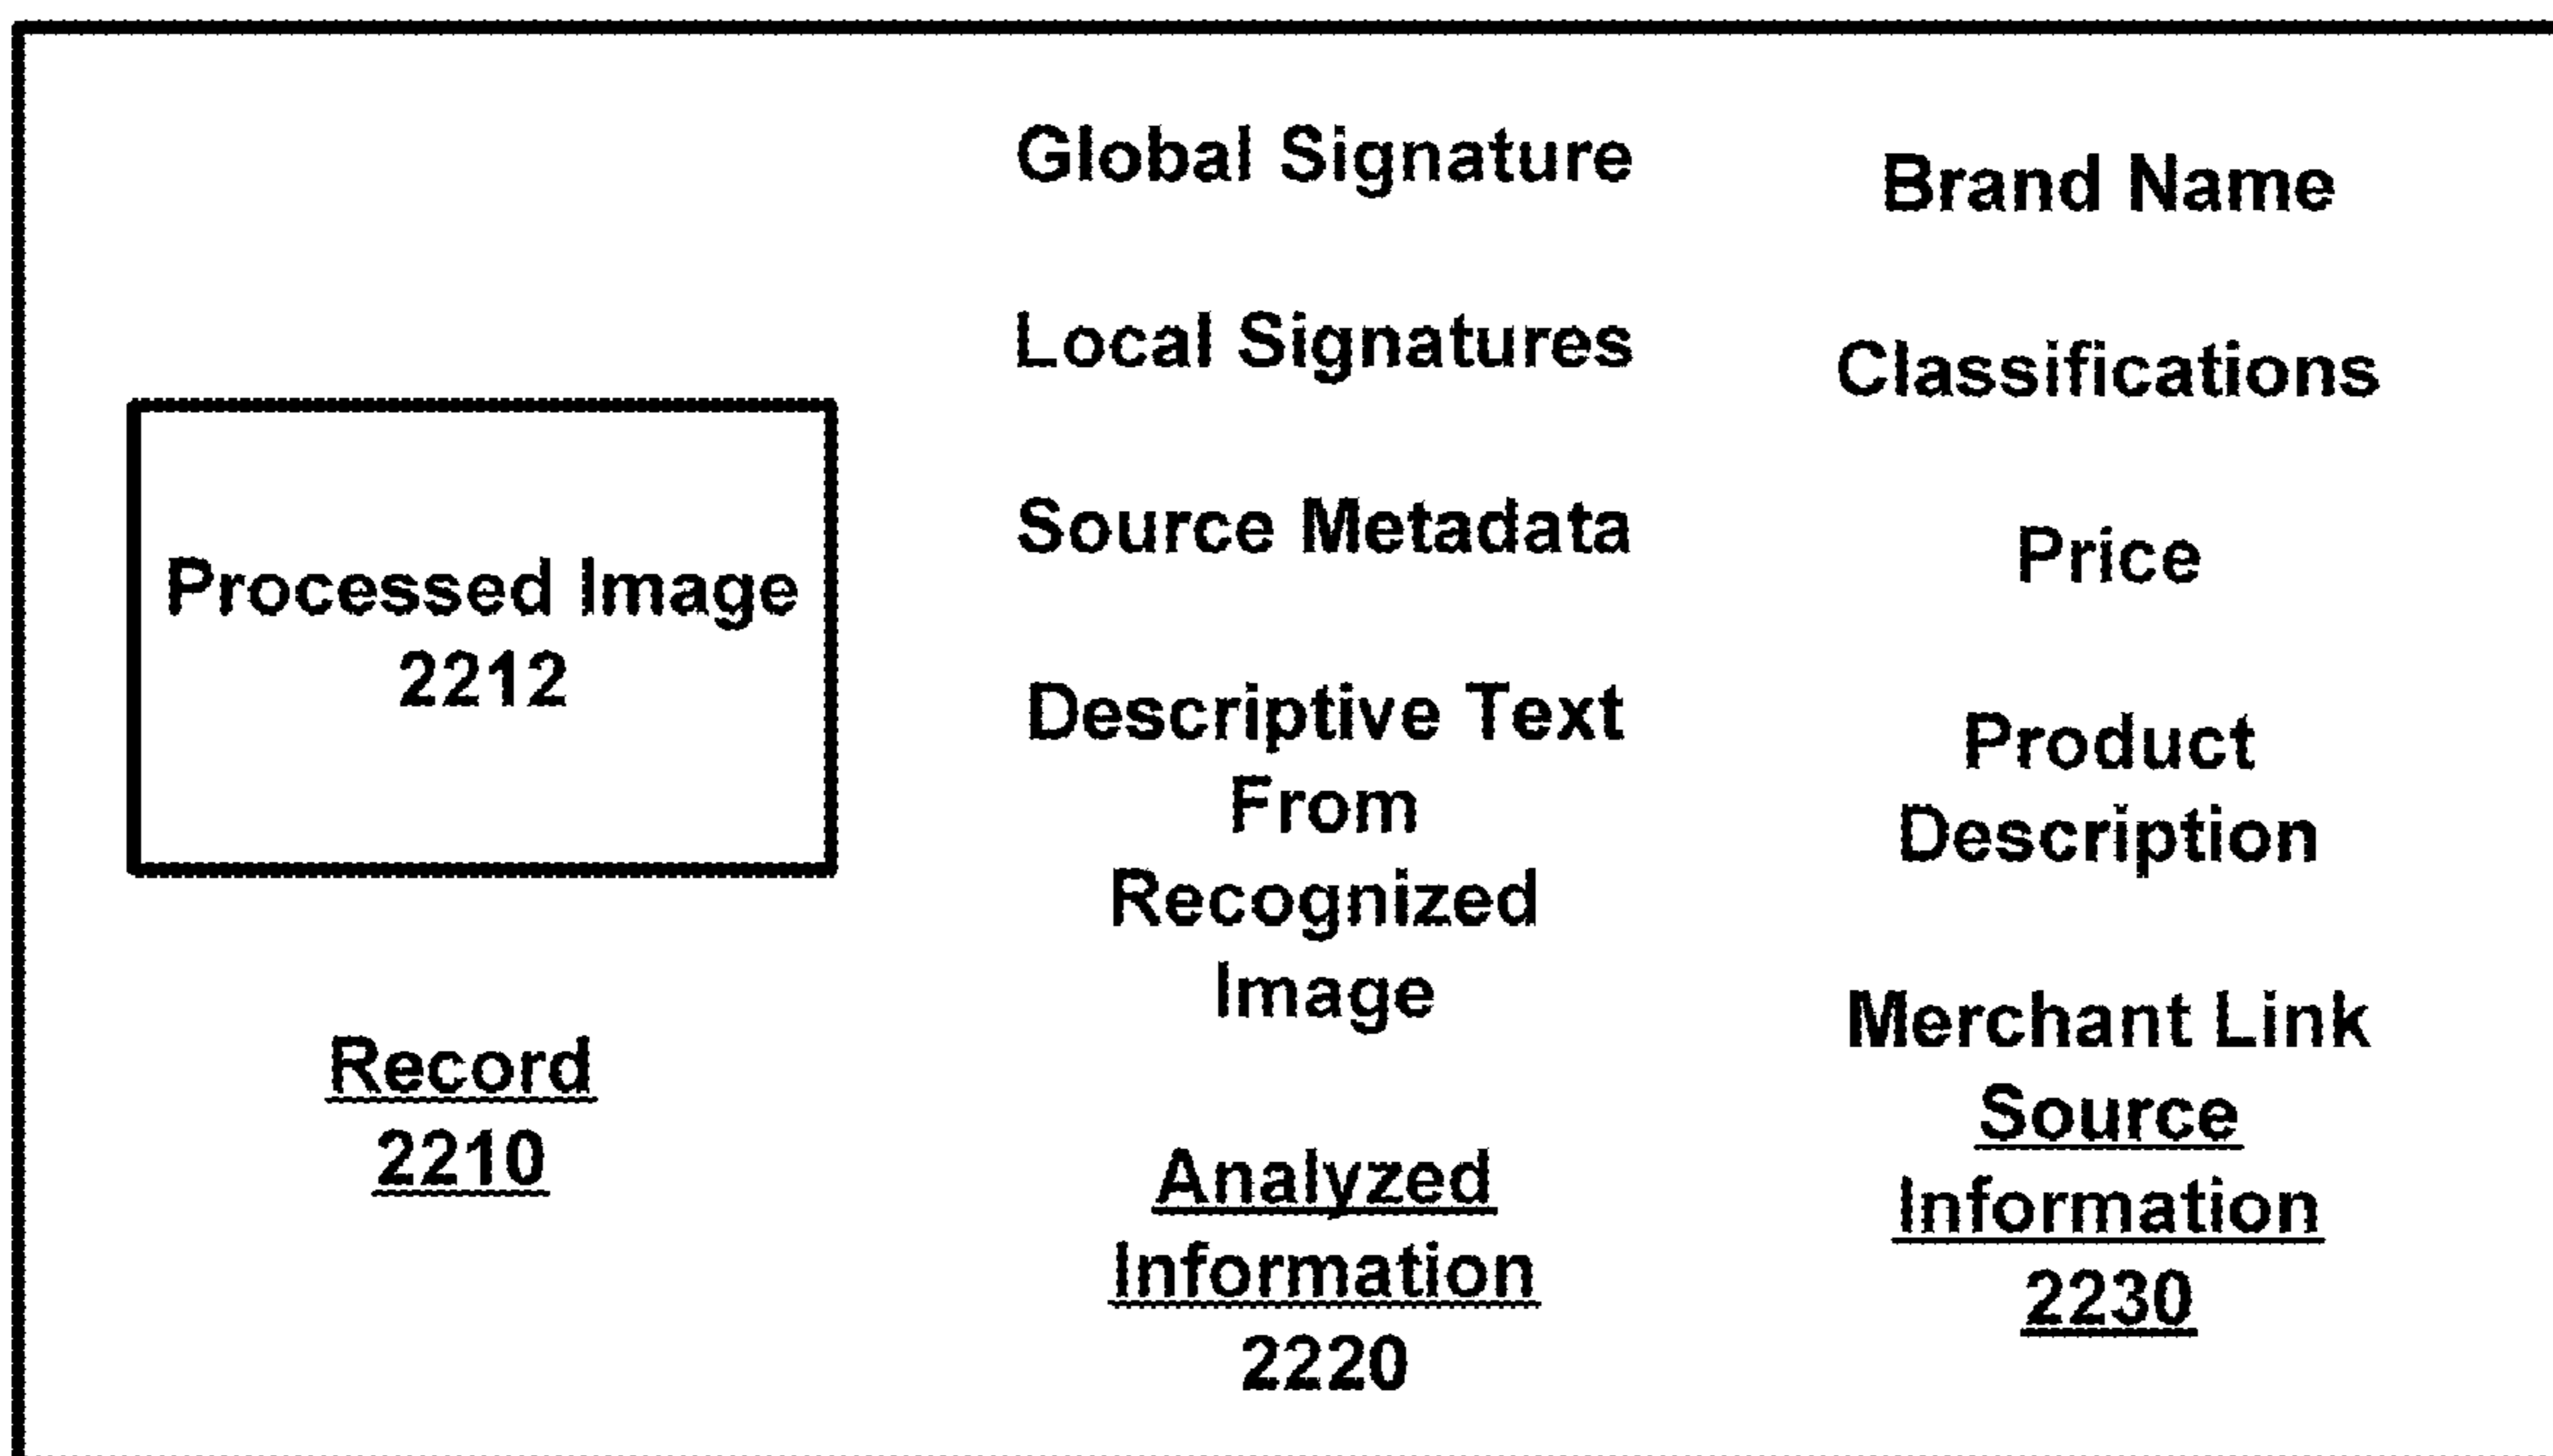 Processed Image
2212
Record
2210
Global Signature
Local Signatures
Source Metadata
Descriptive Text
From
Recognized
Image
Analyzed
Information
2220
Brand Name
Classifications
Price
Product
Description
Merchant Link
Source
Information
2230